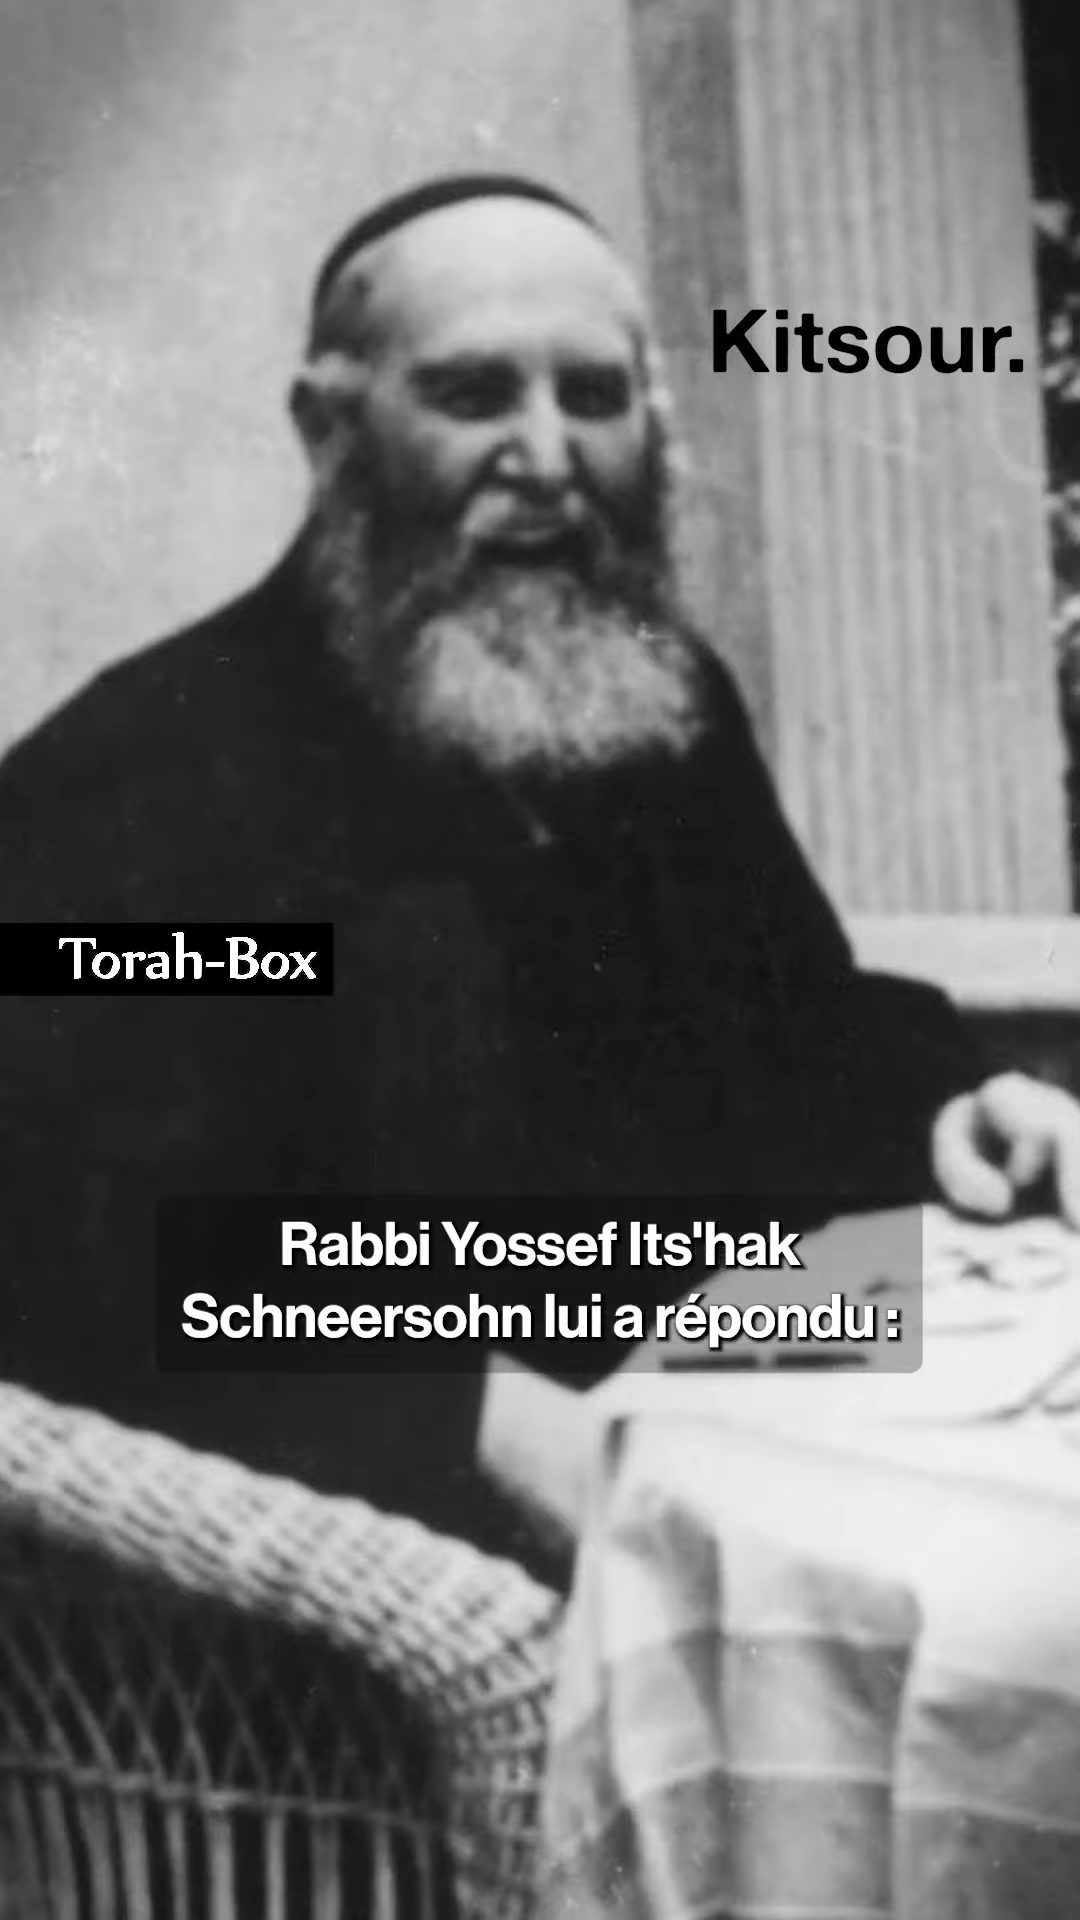 Kitsour.
Torah-Box
Rabbi Yossef Its'hak
Schneersohn lui a répondu :